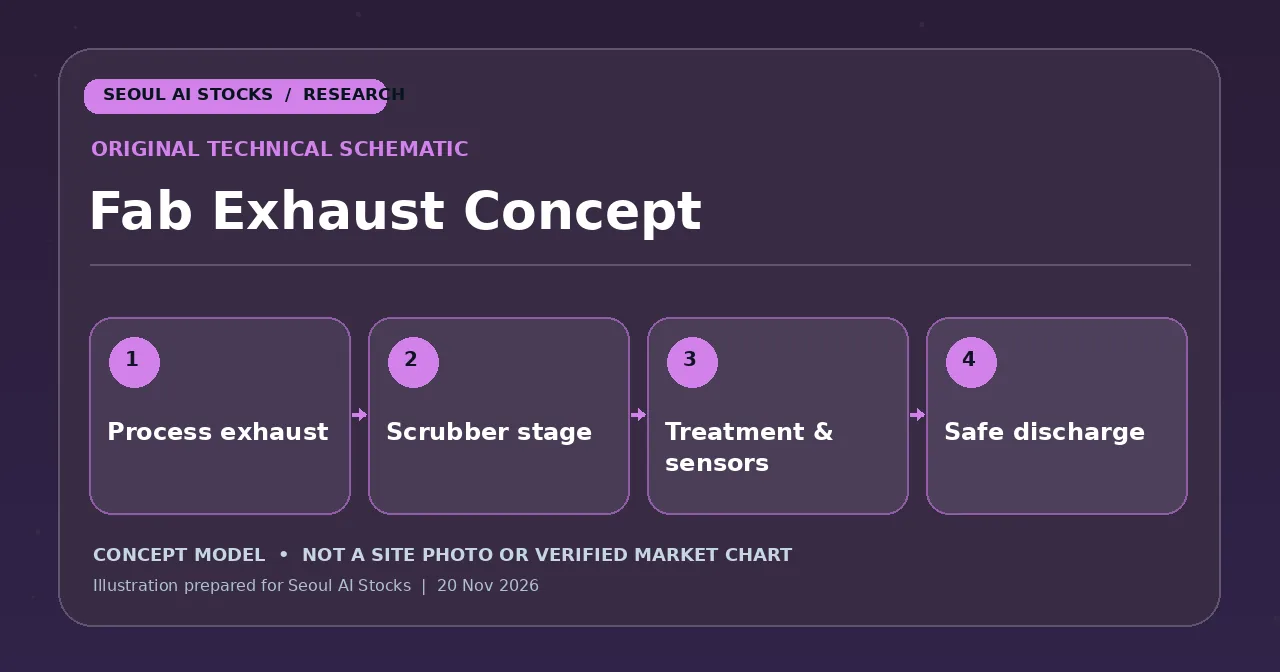 SEOUL AI STOCKS / RESEARCH
ORIGINAL TECHNICAL SCHEMATIC
Fab Exhaust Concept
1
Process exhaust
2
Scrubber stage
3
Treatment &
sensors
4
Safe discharge
CONCEPT MODEL • NOT A SITE PHOTO OR VERIFIED MARKET CHART
Illustration prepared for Seoul AI Stocks | 20 Nov 2026